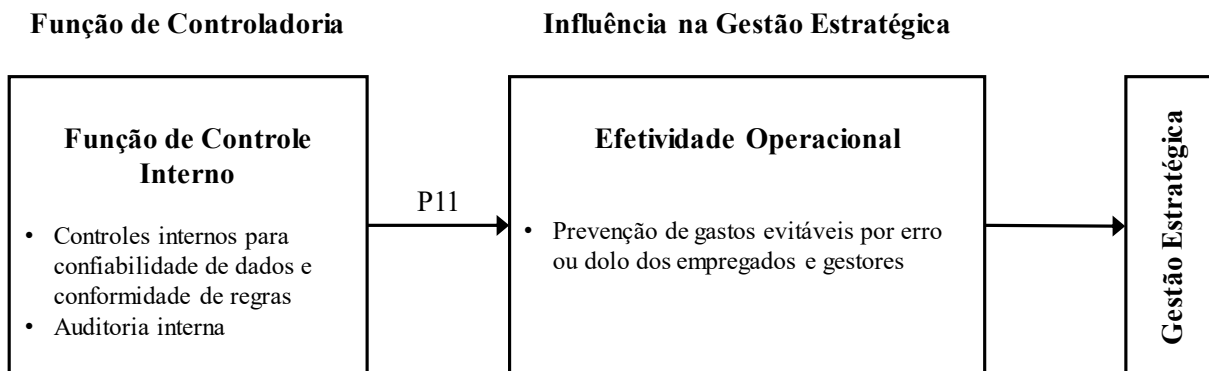 Função de Controladoria
Influência na Gestão Estratégica
Função de Controle
Interno
• Controles internos para
confiabilidade de dados e
conformidade de regras
• Auditoria interna
P11
Efetividade Operacional
• Prevenção de gastos evitáveis por erro
ou dolo dos empregados e gestores
Gestão Estratégica